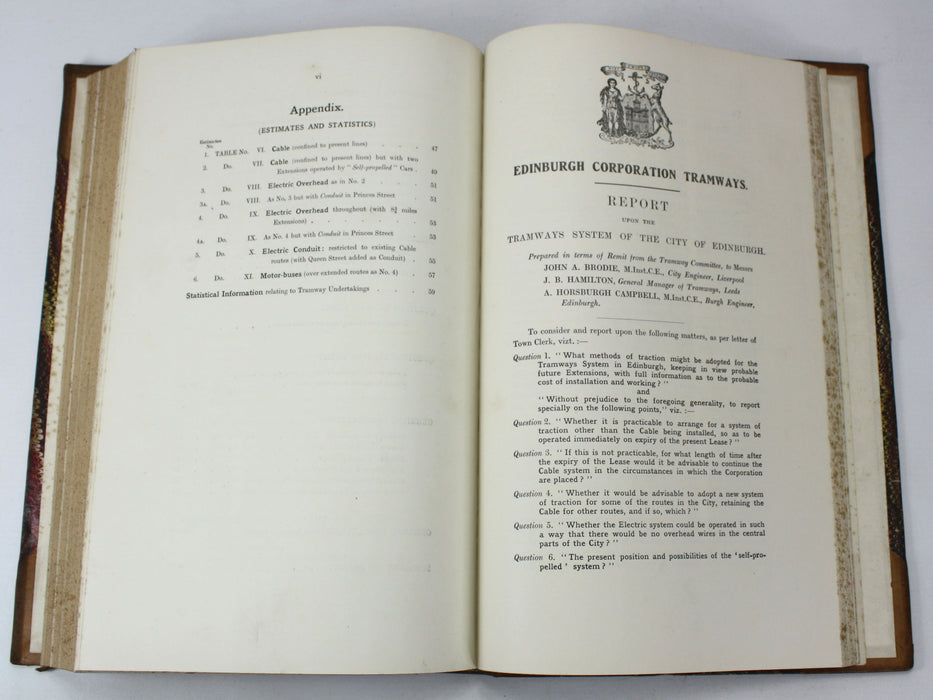 vi
Appendix.
(ESTIMATES AND STATISTICS)
Estimates
No.
1. TABLE No. VI. Cable (confined to present lines) . . . . 47
2. Do. VII. Cable (confined to present lines) but with two
Extensions operated by "Self-propelled" Cars . 49
3. Do. VIII. Electric Overhead as in No. 2 . . . . 51
3a. Do. VIII. As No. 3 but with Conduit in Princes Street . 51
4. Do. IX. Electric Overhead throughout (with 8¾ miles
Extensions) . . . . . . . 53
4a. Do. IX. As No. 4 but with Conduit in Princes Street . 53
5. Do. X. Electric Conduit: restricted to existing Cable
routes (with Queen Street added as Conduit) . 55
6. Do. XI. Motor-buses (over extended routes as No. 4) . 57
Statistical Information relating to Tramway Undertakings . . . . 59
EDINBURGH CORPORATION TRAMWAYS.
REPORT
UPON THE
TRAMWAYS SYSTEM OF THE CITY OF EDINBURGH.
Prepared in terms of Remit from the Tramway Committee, to Messrs
JOHN A. BRODIE, M.Inst.C.E., City Engineer, Liverpool
J. B. HAMILTON, General Manager of Tramways, Leeds
A. HORSBURGH CAMPBELL, M.Inst.C.E., Burgh Engineer,
Edinburgh.
To consider and report upon the following matters, as per letter of
Town Clerk, vizt. :—
Question 1. "What methods of traction might be adopted for the
Tramways System in Edinburgh, keeping in view probable
future Extensions, with full information as to the probable
cost of installation and working?"
and
"Without prejudice to the foregoing generality, to report
specially on the following points," viz. :—
Question 2. "Whether it is practicable to arrange for a system of
traction other than the Cable being installed, so as to be
operated immediately on expiry of the present Lease?"
Question 3. "If this is not practicable, for what length of time after
the expiry of the Lease would it be advisable to continue the
Cable system in the circumstances in which the Corporation
are placed?"
Question 4. "Whether it would be advisable to adopt a new system
of traction for some of the routes in the City, retaining the
Cable for other routes, and if so, which?"
Question 5. "Whether the Electric system could be operated in such
a way that there would be no overhead wires in the central
parts of the City?"
Question 6. "The present position and possibilities of the 'self-pro-
pelled' system?"